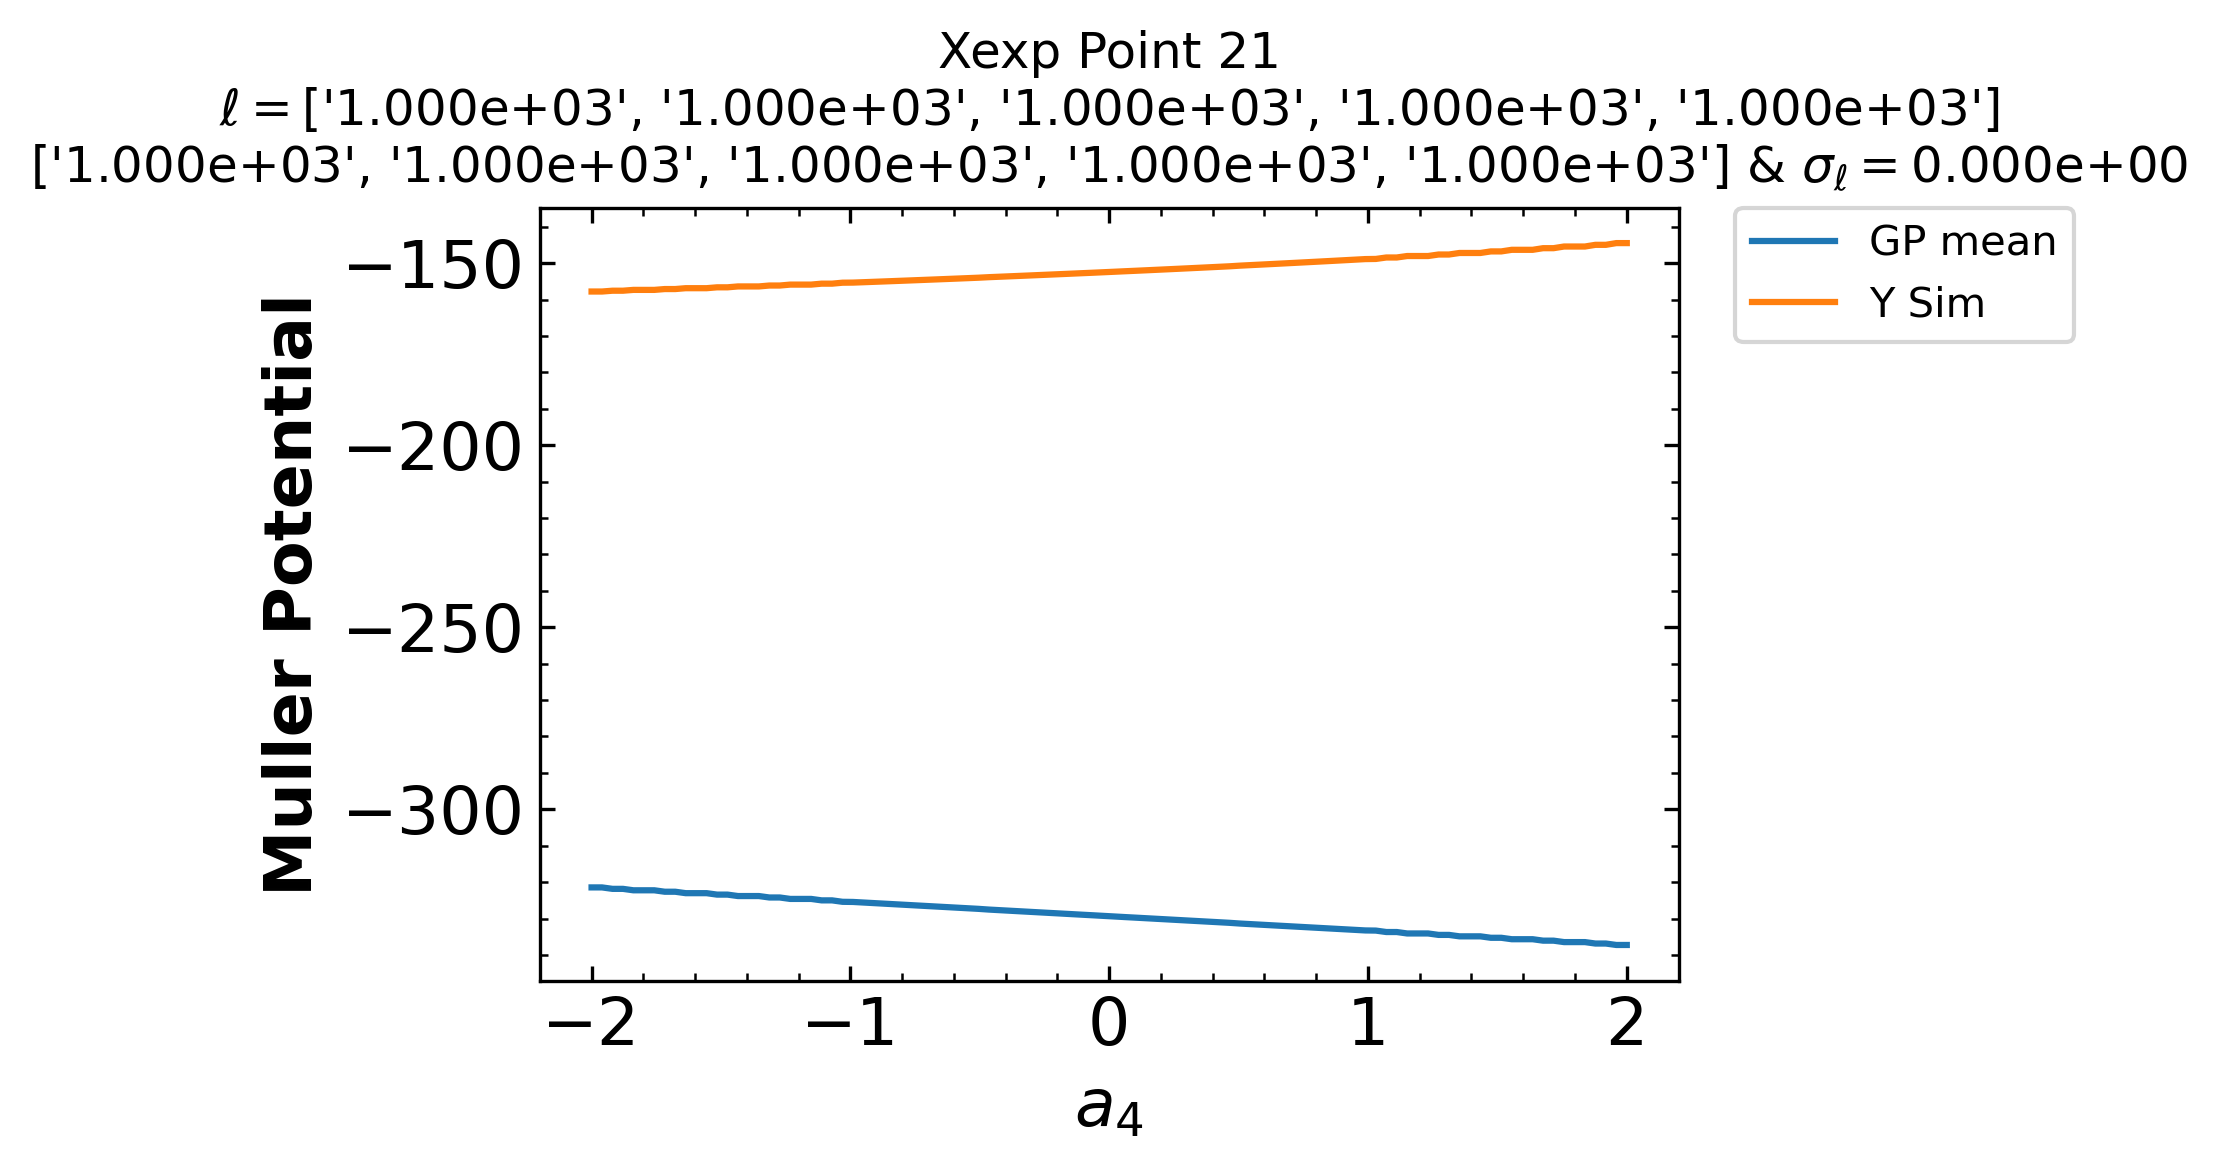 Xexp Point 21
ℓ = ['1.000e+03', '1.000e+03', '1.000e+03', '1.000e+03', '1.000e+03']
['1.000e+03', '1.000e+03', '1.000e+03', '1.000e+03', '1.000e+03'] & σℓ = 0.000e+00
GP mean
Y Sim
Muller Potential
−150
−200
−250
−300
−2 −1 0 1 2
a₄